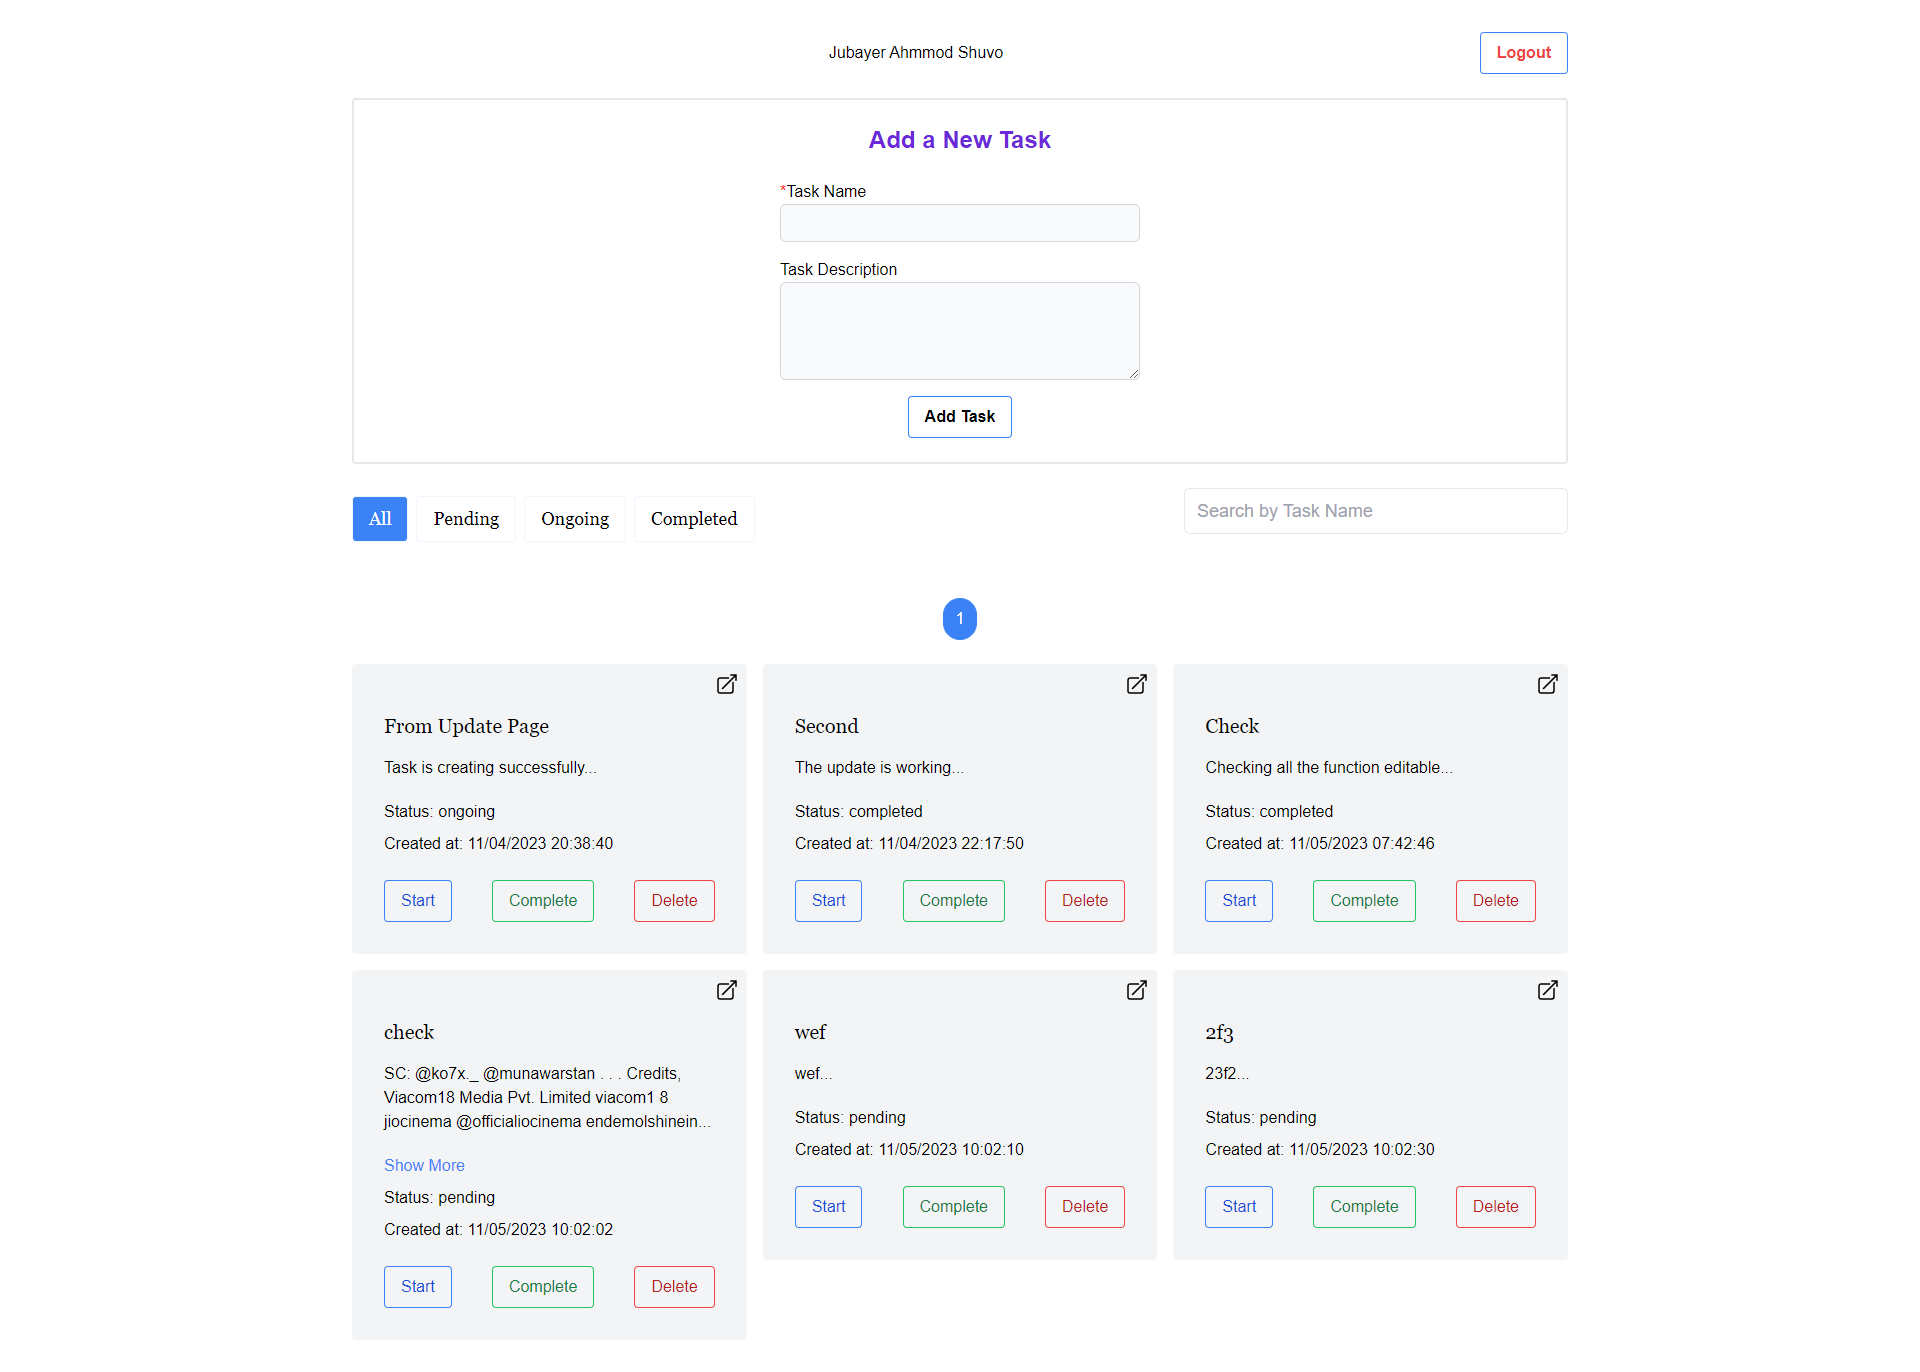 Jubayer Ahmmod Shuvo
Logout
Add a New Task
*Task Name
Task Description
Add Task
All
Pending
Ongoing
Completed
Search by Task Name
1
From Update Page
Task is creating successfully...
Status: ongoing
Created at: 11/04/2023 20:38:40
Start
Complete
Delete
Second
The update is working...
Status: completed
Created at: 11/04/2023 22:17:50
Start
Complete
Delete
Check
Checking all the function editable...
Status: completed
Created at: 11/05/2023 07:42:46
Start
Complete
Delete
check
SC: @ko7x._ @munawarstan . . . Credits,
Viacom18 Media Pvt. Limited viacom1 8
jiocinema @officialiocinema endemolshinein...
Show More
Status: pending
Created at: 11/05/2023 10:02:02
Start
Complete
Delete
wef
wef...
Status: pending
Created at: 11/05/2023 10:02:10
Start
Complete
Delete
2f3
23f2...
Status: pending
Created at: 11/05/2023 10:02:30
Start
Complete
Delete